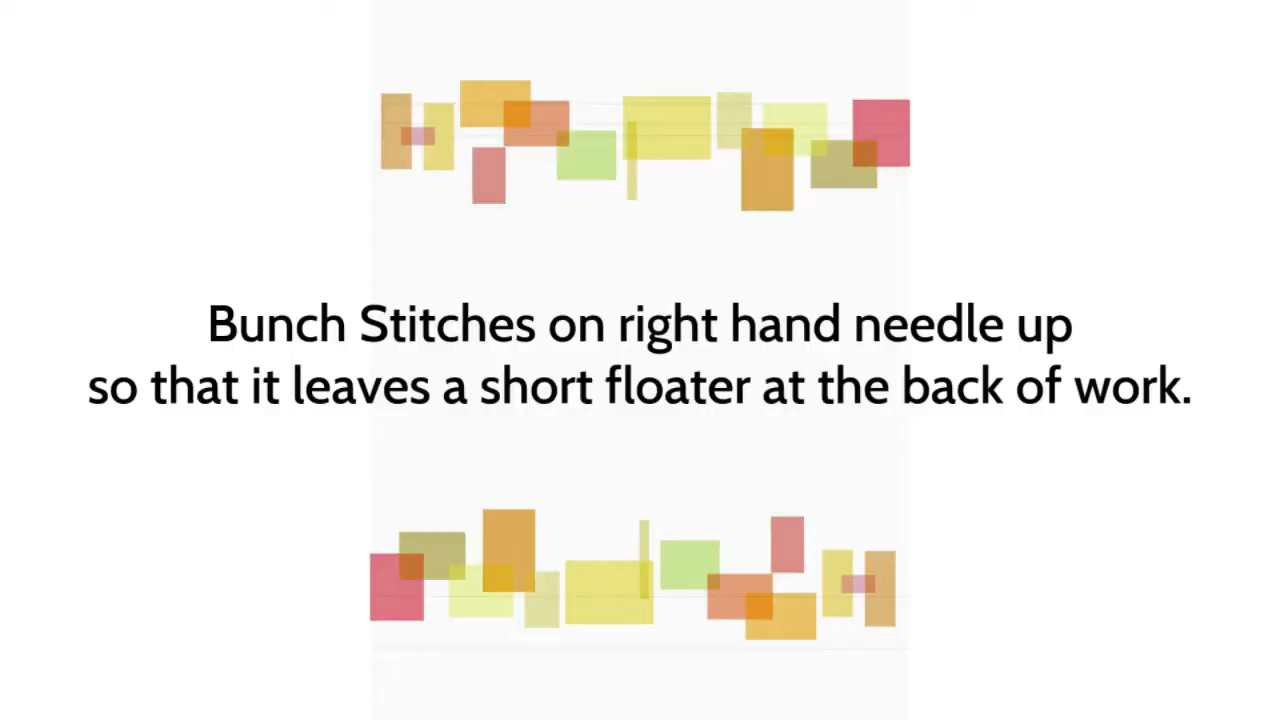 Bunch Stitches on right hand needle up
so that it leaves a short floater at the back of work.